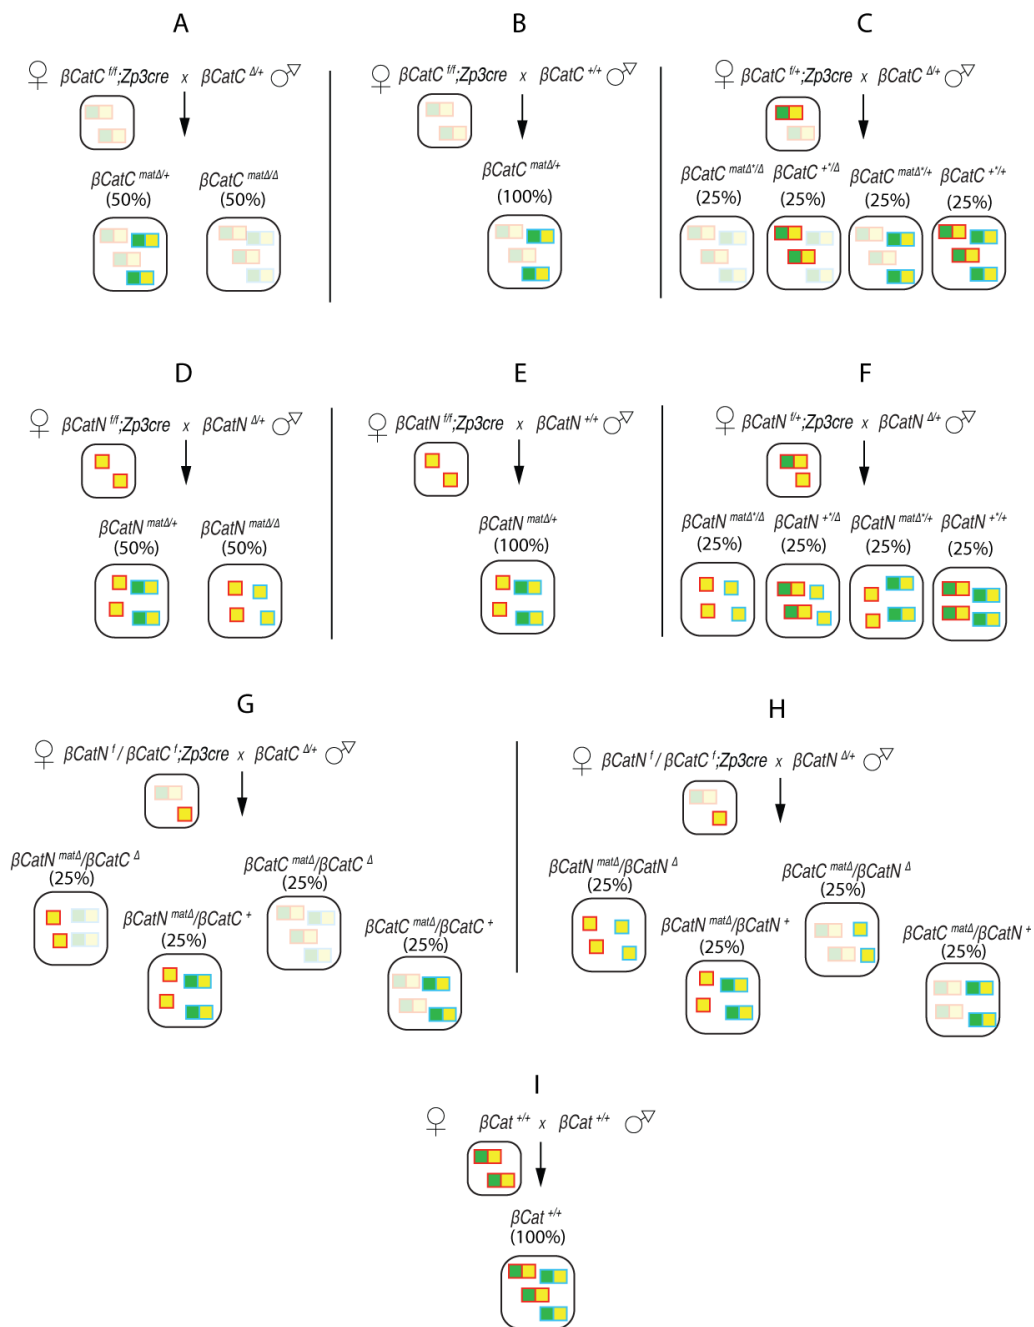 A
♀ βCatC f/f;Zp3cre x βCatC Δ/+ ♂
βCatC matΔ/+
(50%)
βCatC matΔ/Δ
(50%)
B
♀ βCatC f/f;Zp3cre x βCatC +/+ ♂
βCatC matΔ/+
(100%)
C
♀ βCatC f/+;Zp3cre x βCatC Δ/+ ♂
βCatC matΔ*/Δ
(25%)
βCatC +*/Δ
(25%)
βCatC matΔ*/+
(25%)
βCatC +*/+
(25%)
D
♀ βCatN f/f;Zp3cre x βCatN Δ/+ ♂
βCatN matΔ/+
(50%)
βCatN matΔ/Δ
(50%)
E
♀ βCatN f/f;Zp3cre x βCatN +/+ ♂
βCatN matΔ/+
(100%)
F
♀ βCatN f/+;Zp3cre x βCatN Δ/+ ♂
βCatN matΔ*/Δ
(25%)
βCatN +*/Δ
(25%)
βCatN matΔ*/+
(25%)
βCatN +*/+
(25%)
G
♀ βCatN f / βCatC f;Zp3cre x βCatC Δ/+ ♂
βCatN matΔ/βCatC Δ
(25%)
βCatN matΔ/βCatC +
(25%)
βCatC matΔ/βCatC Δ
(25%)
βCatC matΔ/βCatC +
(25%)
H
♀ βCatN f / βCatC f;Zp3cre x βCatN Δ/+ ♂
βCatN matΔ/βCatN Δ
(25%)
βCatN matΔ/βCatN +
(25%)
βCatC matΔ/βCatN Δ
(25%)
βCatC matΔ/βCatN +
(25%)
I
♀ βCat +/+ x βCat +/+ ♂
βCat +/+
(100%)